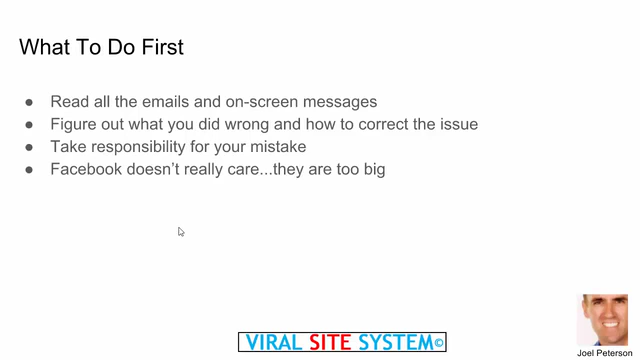 What To Do First
● Read all the emails and on-screen messages
● Figure out what you did wrong and how to correct the issue
● Take responsibility for your mistake
● Facebook doesn't really care...they are too big
VIRAL SITE SYSTEM©
Joel Peterson